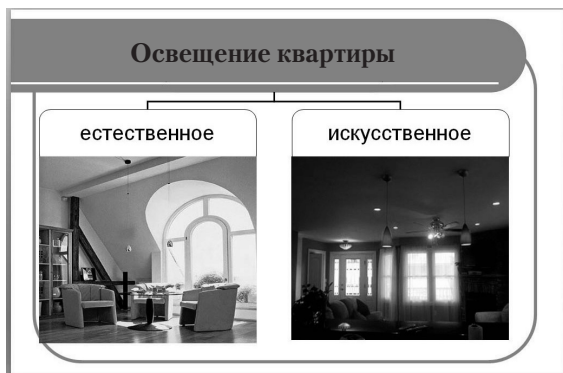 Освещение квартиры
естественное
искусственное